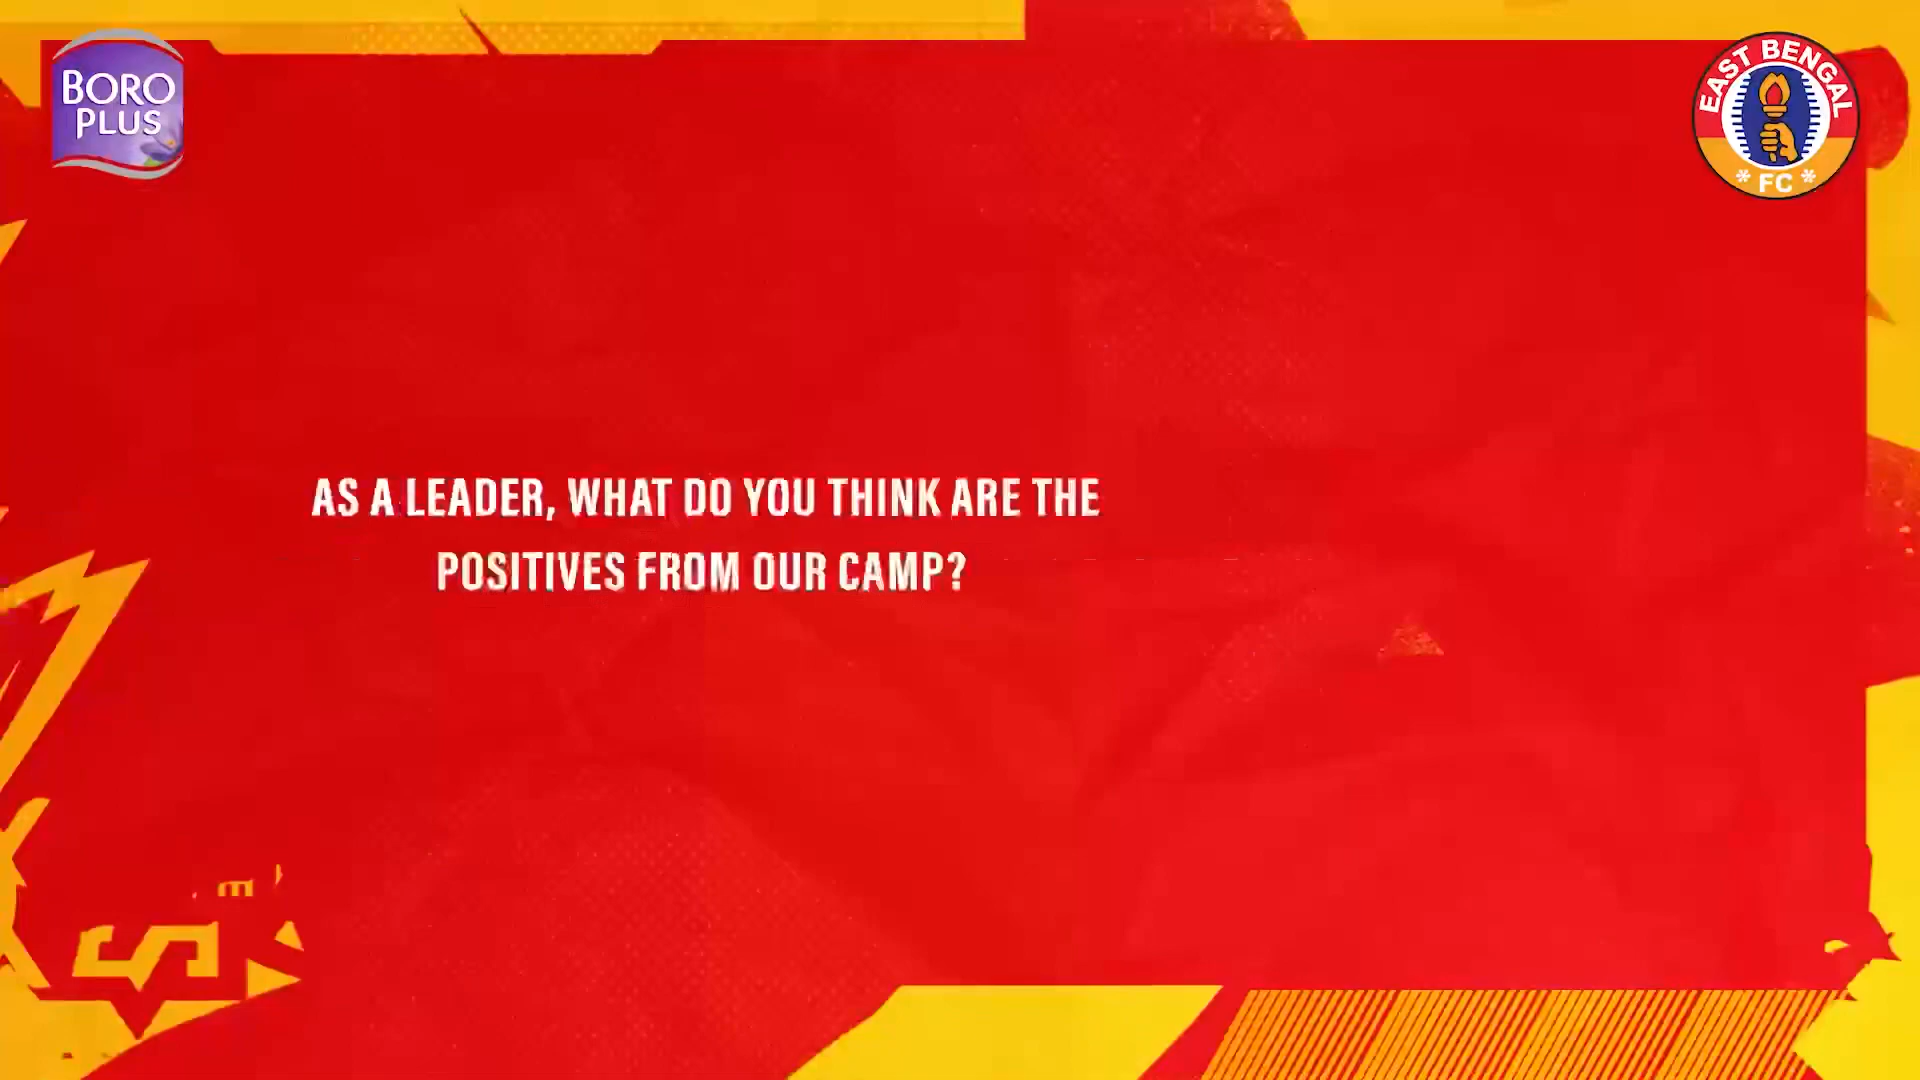 BORO
PLUS
EAST BENGAL
* FC *
AS A LEADER, WHAT DO YOU THINK ARE THE
POSITIVES FROM OUR CAMP?